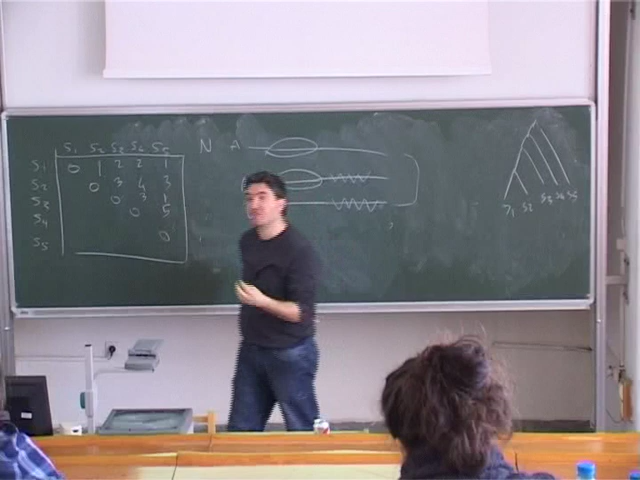 S1 S2 S3 S4 S5
S1 0 1 2 2 1
S2 0 3 4 3
S3 0 3 1
S4 0 5
S5 0
N A
S1 S2 S3 S4 S5